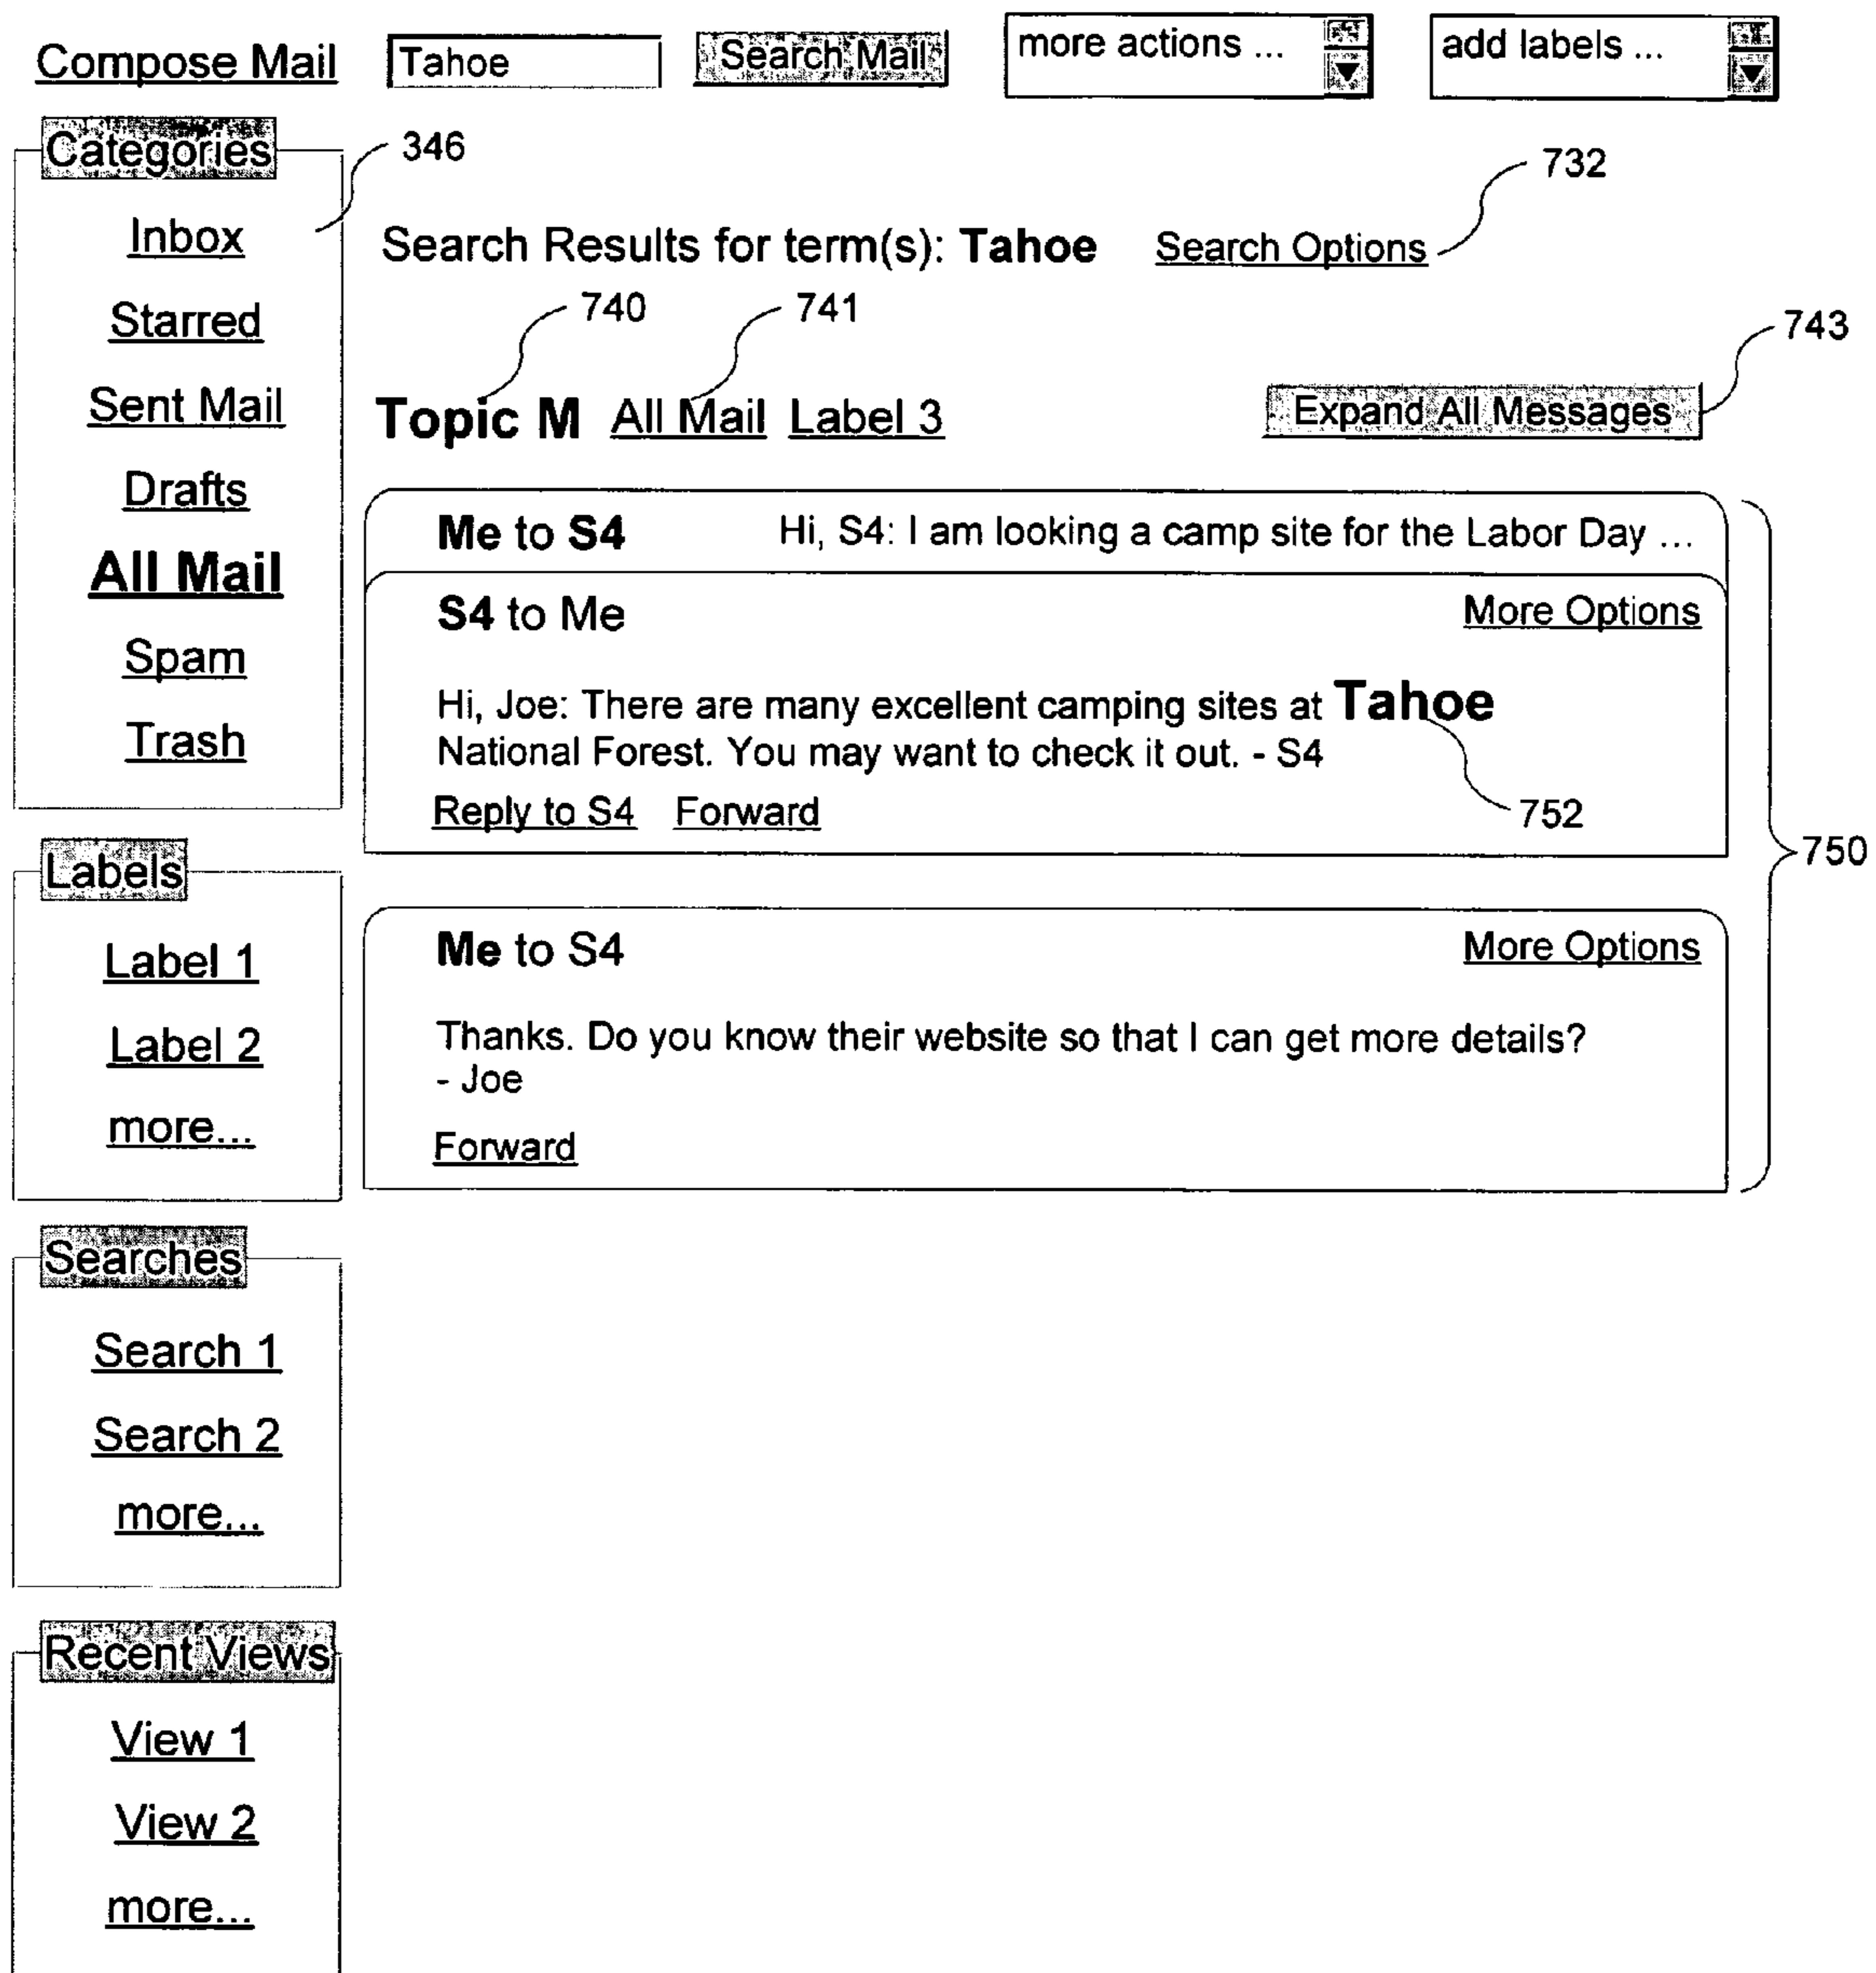 Compose Mail Tahoe Search Mail more actions ... add labels ...
Categories
346
732
Inbox
Search Results for term(s): Tahoe Search Options
740 741
743
Starred
Sent Mail
Topic M All Mail Label 3 Expand All Messages
Drafts
Me to S4 Hi, S4: I am looking a camp site for the Labor Day ...
All Mail
S4 to Me More Options
Spam
Hi, Joe: There are many excellent camping sites at Tahoe
National Forest. You may want to check it out. - S4
Trash
Reply to S4 Forward
752
750
Labels
Me to S4 More Options
Label 1
Thanks. Do you know their website so that I can get more details?
- Joe
Label 2
more...
Forward
Searches
Search 1
Search 2
more...
Recent Views
View 1
View 2
more...